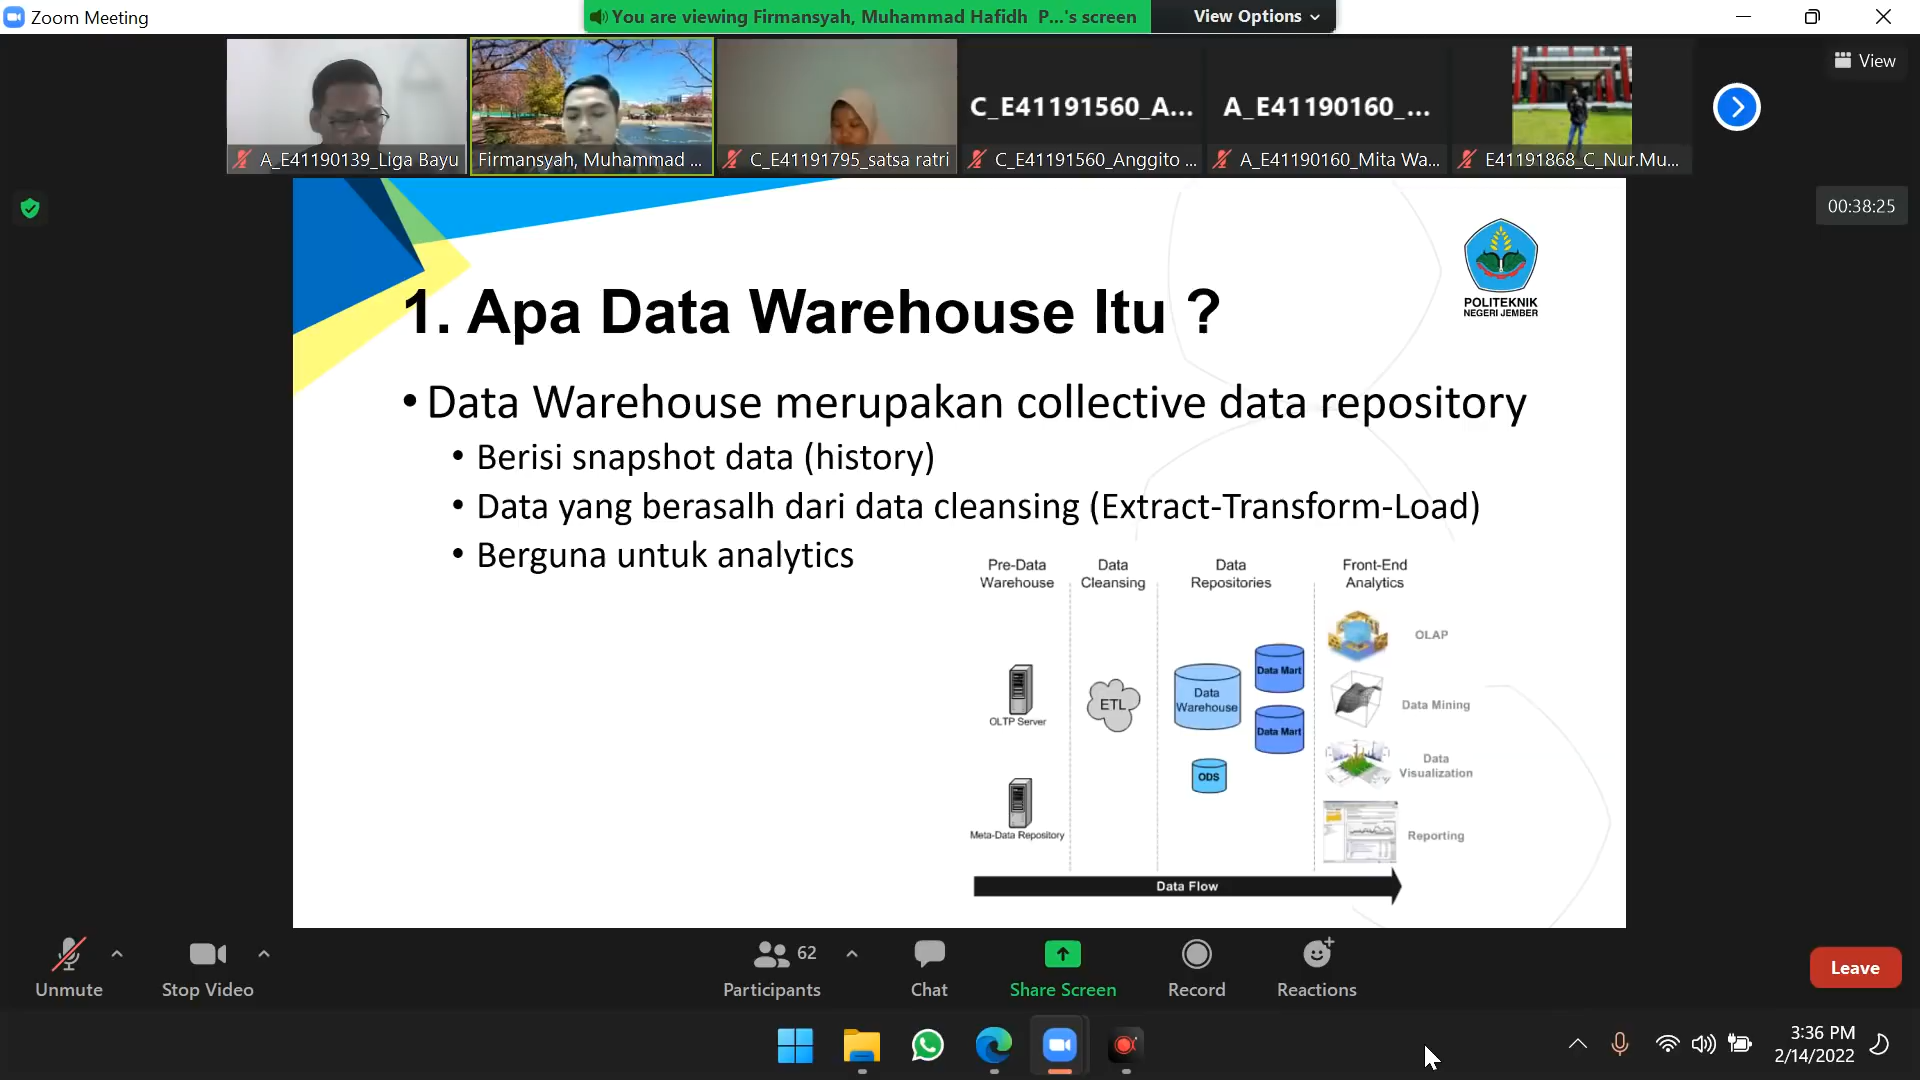 Zoom Meeting
You are viewing Firmansyah, Muhammad Hafidh P...'s screen
View Options
View
C_E41191560_A...
A_E41190160_...
A_E41190139_Liga Bayu
Firmansyah, Muhammad ...
C_E41191795_satsa ratri
C_E41191560_Anggito ...
A_E41190160_Mita Wa...
E41191868_C_Nur.Mu...
00:38:25
POLITEKNIK
NEGERI JEMBER
1. Apa Data Warehouse Itu ?
• Data Warehouse merupakan collective data repository
• Berisi snapshot data (history)
• Data yang berasalh dari data cleansing (Extract-Transform-Load)
• Berguna untuk analytics
Pre-Data
Warehouse
Data
Cleansing
Data
Repositories
Front-End
Analytics
OLTP Server
Meta-Data Repository
ETL
Data
Warehouse
Data Mart
Data Mart
ODS
OLAP
Data Mining
Data
Visualization
Reporting
Data Flow
Unmute
Stop Video
62
Participants
Chat
Share Screen
Record
Reactions
Leave
3:36 PM
2/14/2022